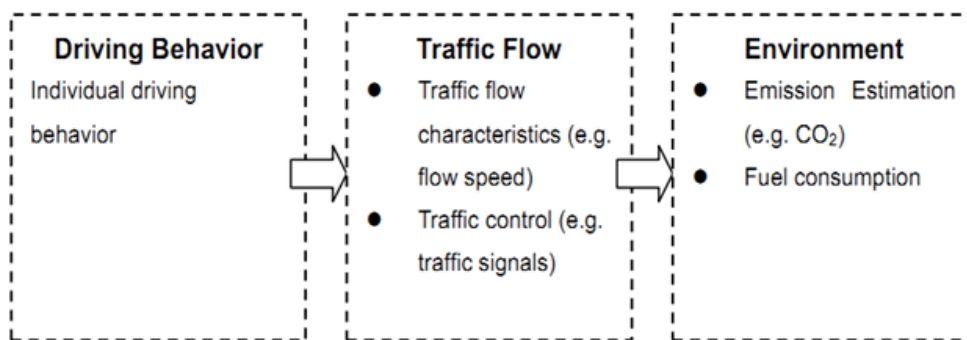 Driving Behavior
Individual driving
behavior
Traffic Flow
● Traffic flow
characteristics (e.g.
flow speed)
● Traffic control (e.g.
traffic signals)
Environment
● Emission Estimation
(e.g. CO₂)
● Fuel consumption